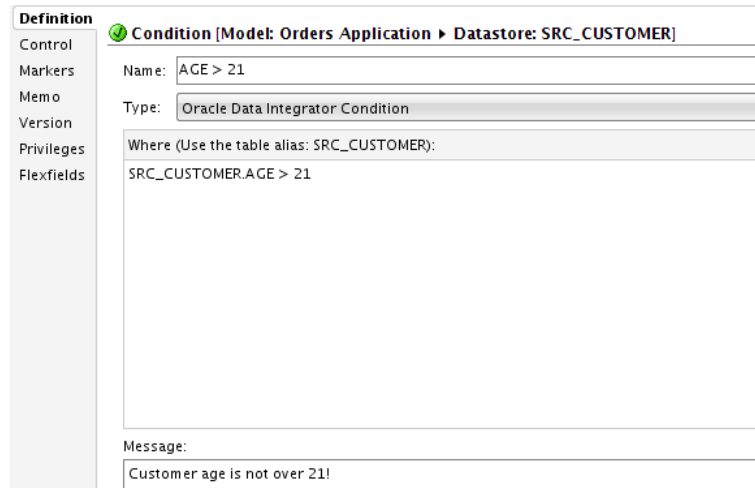 Definition
Control
Markers
Memo
Version
Privileges
Flexfields
Condition [Model: Orders Application ▸ Datastore: SRC_CUSTOMER]
Name: AGE > 21
Type: Oracle Data Integrator Condition
Where (Use the table alias: SRC_CUSTOMER):
SRC_CUSTOMER.AGE > 21
Message:
Customer age is not over 21!